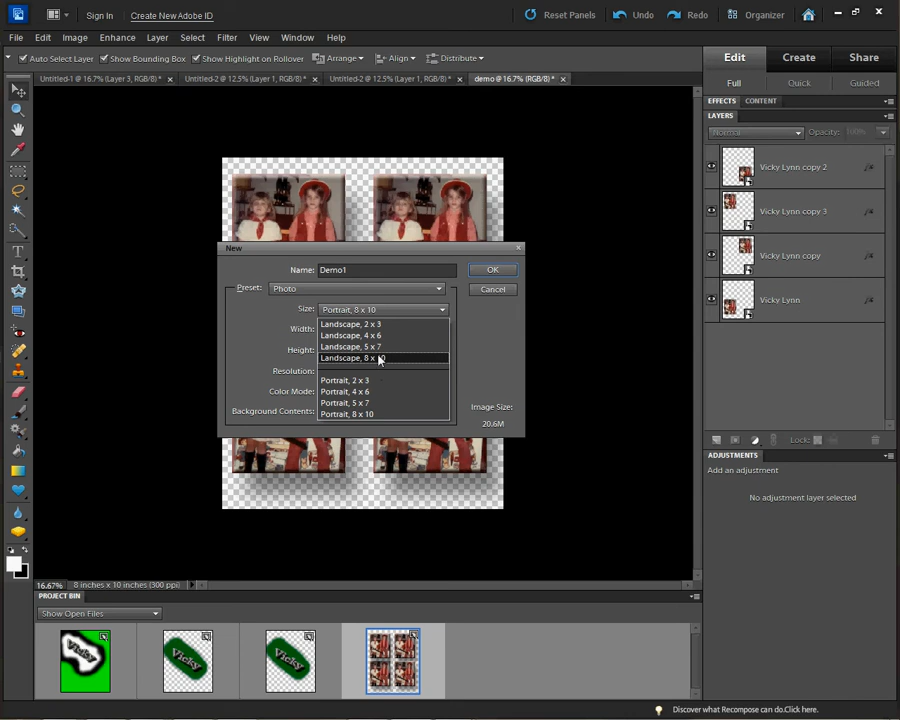 Sign In Create New Adobe ID Reset Panels Undo Redo Organizer
File Edit Image Enhance Layer Select Filter View Window Help
Auto Select Layer Show Bounding Box Show Highlight on Rollover Arrange Align Distribute
Edit Create Share
Untitled-1 @ 16.7% (Layer 3, RGB/8) * Untitled-2 @ 12.5% (Layer 1, RGB/8) * Untitled-2 @ 12.5% (Layer 1, RGB/8) * demo @ 16.7% (RGB/8) *
Full Quick Guided
EFFECTS CONTENT
LAYERS
Normal Opacity: 100%
Vicky Lynn copy 2
Vicky Lynn copy 3
Vicky Lynn copy
Vicky Lynn
New
Name: Demo1 OK
Preset: Photo Cancel
Size: Portrait, 8 x 10
Landscape, 2 x 3
Width:
Landscape, 4 x 6
Height: Landscape, 5 x 7
Landscape, 8 x 10
Resolution:
Portrait, 2 x 3
Color Mode: Portrait, 4 x 6
Portrait, 5 x 7
Background Contents: Portrait, 8 x 10
Image Size:
20.6M
Lock:
ADJUSTMENTS
Add an adjustment
No adjustment layer selected
16.67% 8 inches x 10 inches (300 ppi)
PROJECT BIN
Show Open Files
Vicky Vicky Vicky
Discover what Recompose can do.Click here.